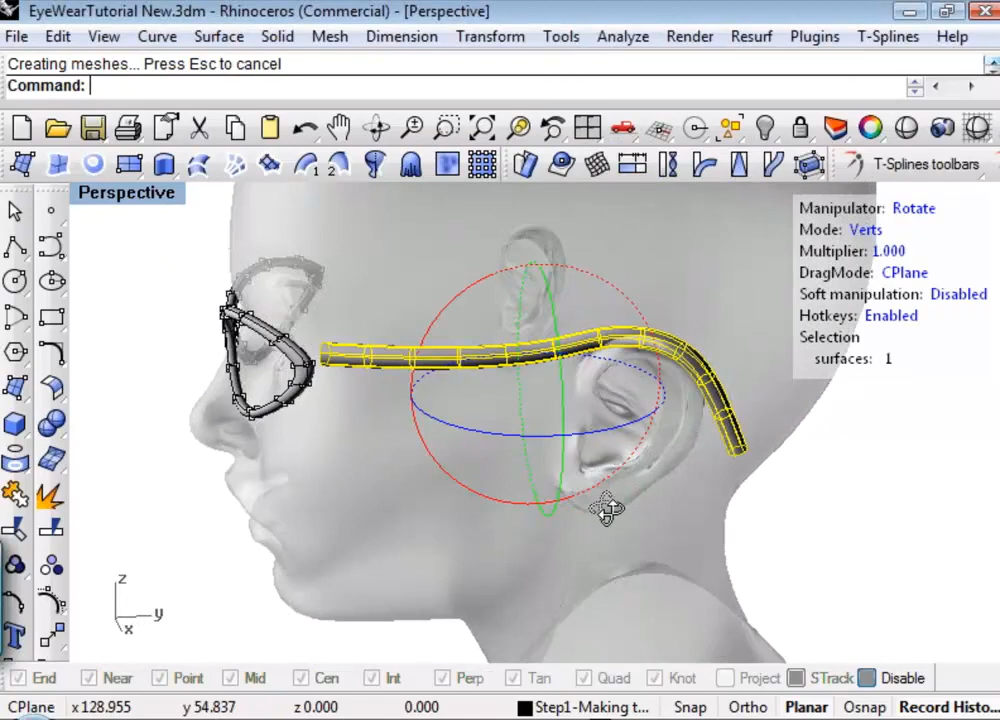 EyeWearTutorial New.3dm - Rhinoceros (Commercial) - [Perspective]
File Edit View Curve Surface Solid Mesh Dimension Transform Tools Analyze Render Resurf Plugins T-Splines Help
Creating meshes... Press Esc to cancel
Command:
1 2 T-Splines toolbars
Perspective
Manipulator: Rotate
Mode: Verts
Multiplier: 1.000
DragMode: CPlane
Soft manipulation: Disabled
Hotkeys: Enabled
Selection
surfaces: 1
z
y
x
T
End Near Point Mid Cen Int Perp Tan Quad Knot Project STrack Disable
CPlane x 128.955 y 54.837 z 0.000 0.000 Step1-Making t... Snap Ortho Planar Osnap Record Histo...